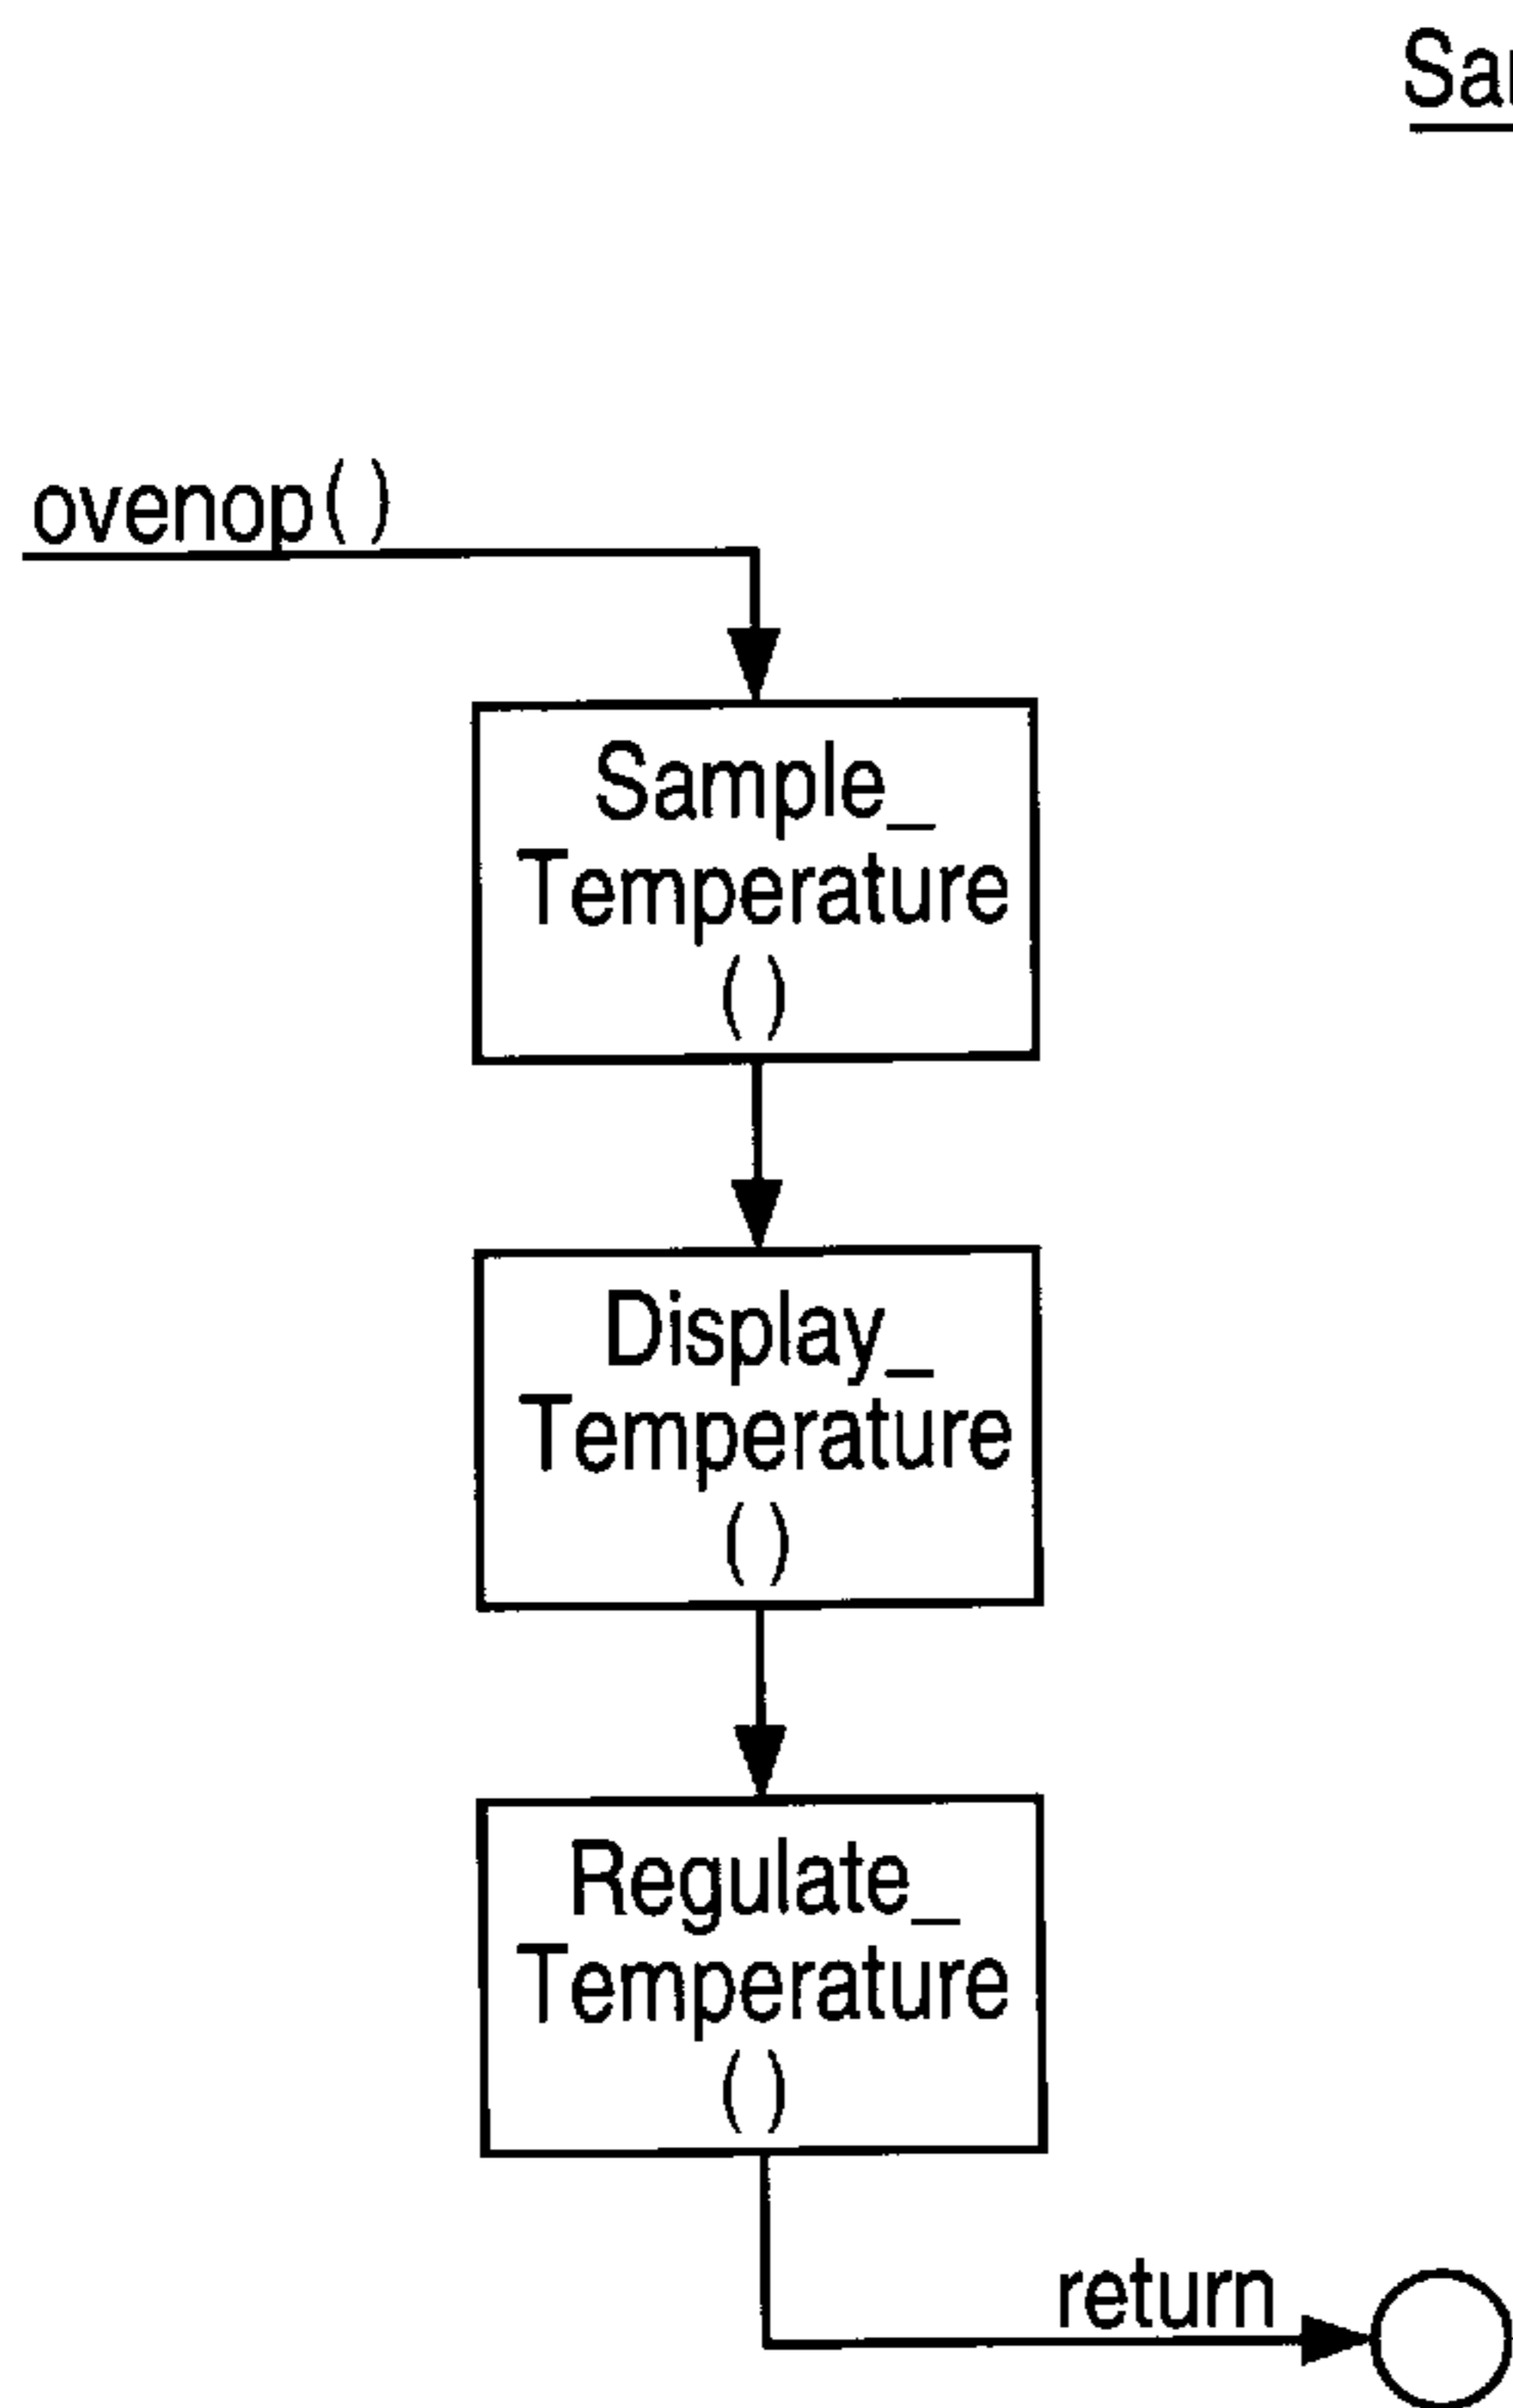 ovenop()
Sample_
Temperature
()
Display_
Temperature
()
Regulate_
Temperature
()
return